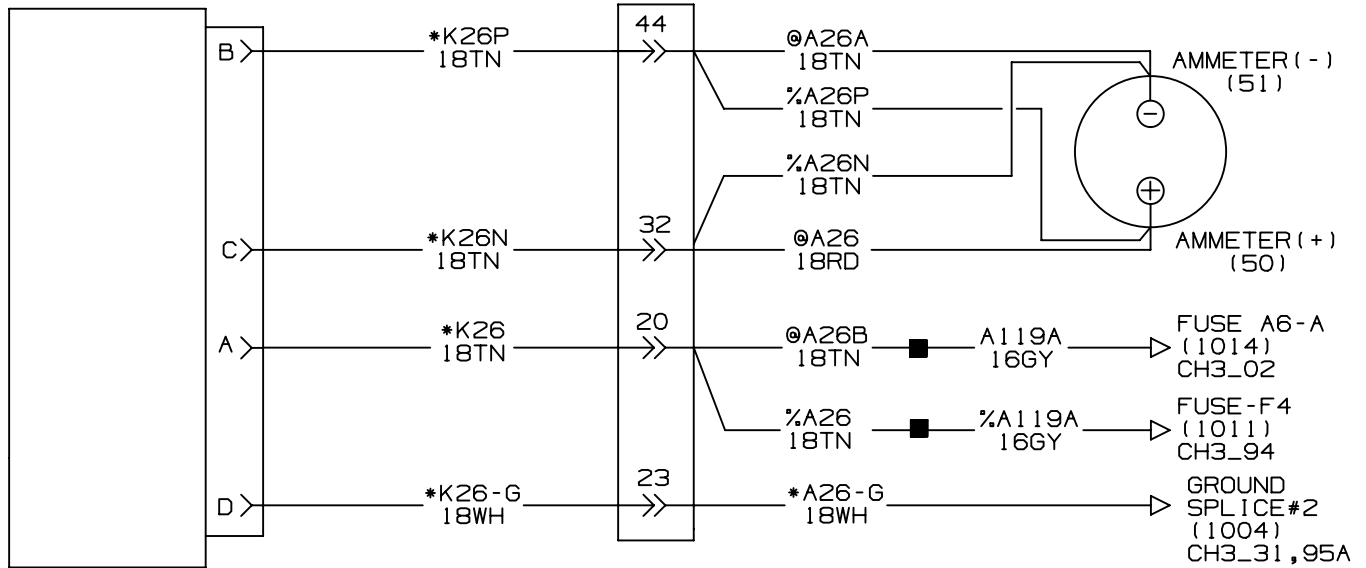 B
*K26P
18TN
44
@A26A
18TN
AMMETER(-)
(51)
%A26P
18TN
%A26N
18TN
C
*K26N
18TN
32
@A26
18RD
AMMETER(+)
(50)
A
*K26
18TN
20
@A26B
18TN
A119A
16GY
FUSE A6-A
(1014)
CH3_02
%A26
18TN
%A119A
16GY
FUSE-F4
(1011)
CH3_94
D
*K26-G
18WH
23
*A26-G
18WH
GROUND
SPLICE#2
(1004)
CH3_31,95A